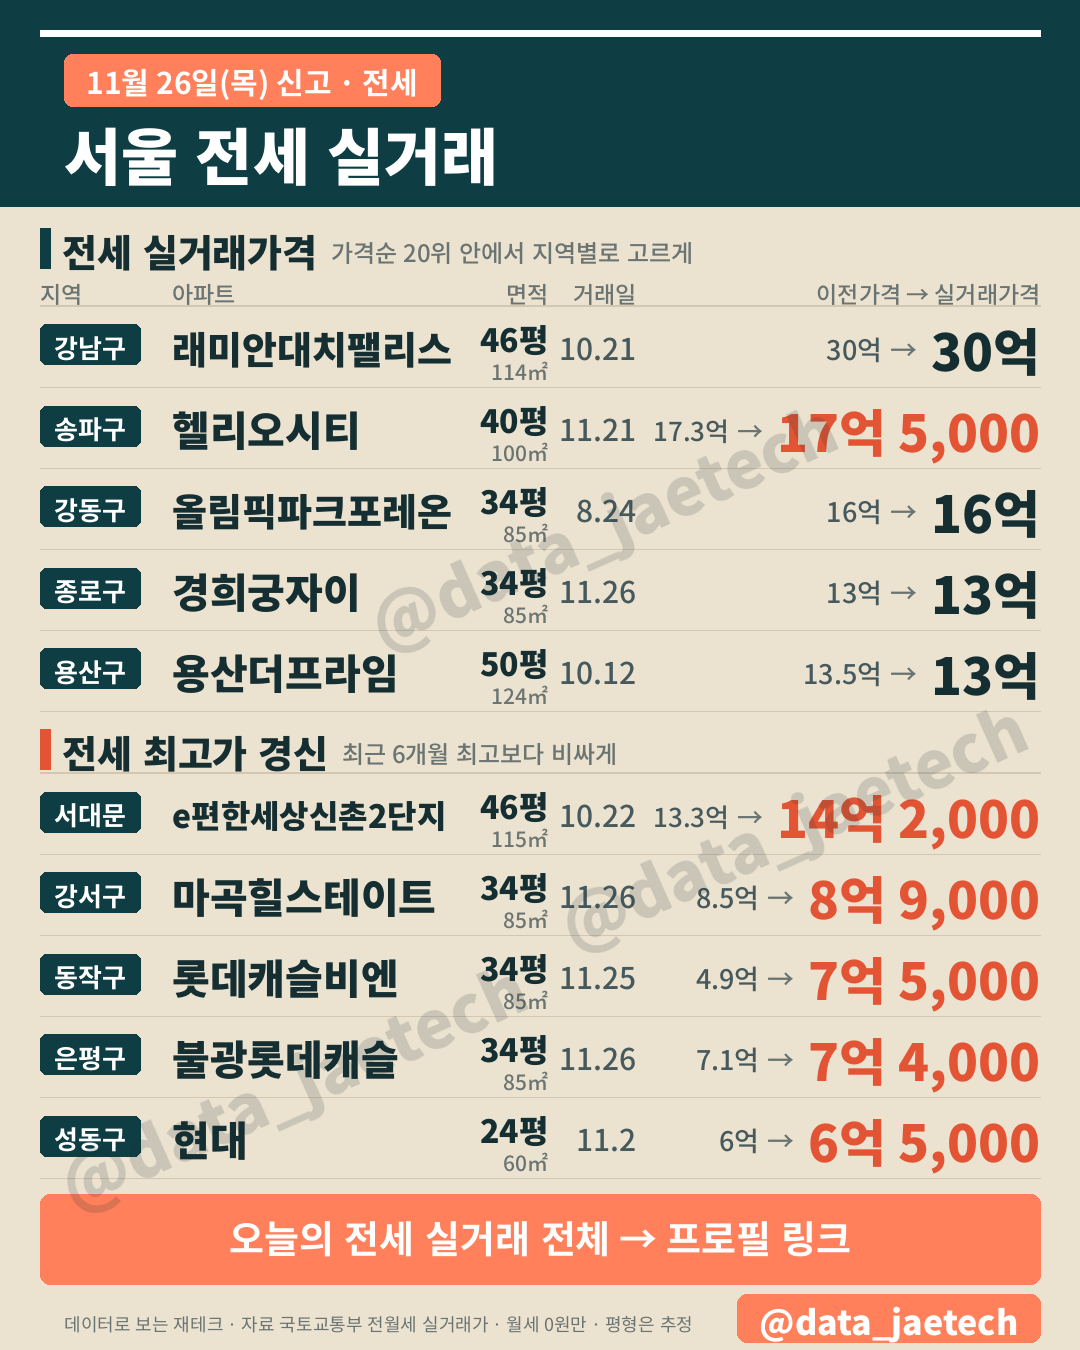 11월 26일(목) 신고 · 전세
서울 전세 실거래
전세 실거래가격 가격순 20위 안에서 지역별로 고르게
지역 아파트 면적 거래일 이전가격 → 실거래가격
강남구 래미안대치팰리스 46평 114㎡ 10.21 30억 → 30억
송파구 헬리오시티 40평 100㎡ 11.21 17.3억 → 17억 5,000
강동구 올림픽파크포레온 34평 85㎡ 8.24 16억 → 16억
종로구 경희궁자이 34평 85㎡ 11.26 13억 → 13억
용산구 용산더프라임 50평 124㎡ 10.12 13.5억 → 13억
전세 최고가 경신 최근 6개월 최고보다 비싸게
서대문 e편한세상신촌2단지 46평 115㎡ 10.22 13.3억 → 14억 2,000
강서구 마곡힐스테이트 34평 85㎡ 11.26 8.5억 → 8억 9,000
동작구 롯데캐슬비엔 34평 85㎡ 11.25 4.9억 → 7억 5,000
은평구 불광롯데캐슬 34평 85㎡ 11.26 7.1억 → 7억 4,000
성동구 현대 24평 60㎡ 11.2 6억 → 6억 5,000
@data_jaetech
@data_jaetech
@data_jaetech
오늘의 전세 실거래 전체 → 프로필 링크
데이터로 보는 재테크 · 자료 국토교통부 전월세 실거래가 · 월세 0원만 · 평형은 추정
@data_jaetech